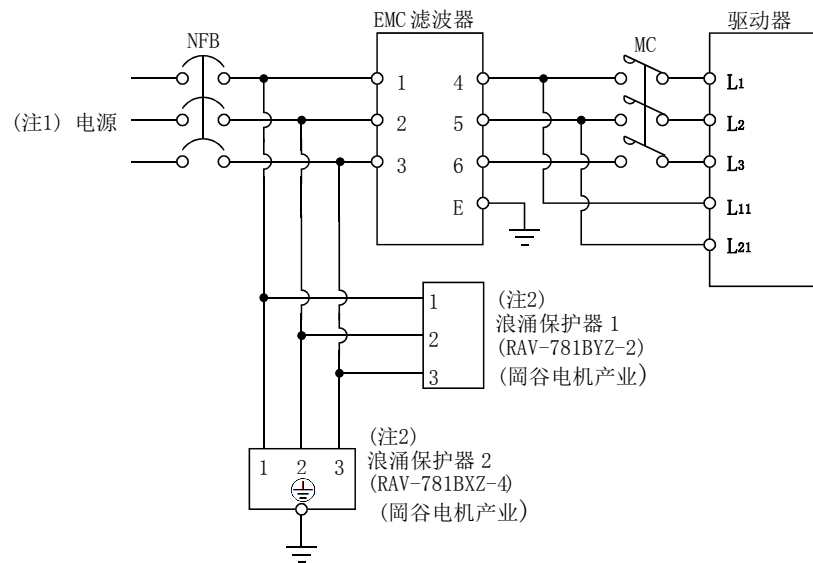 EMC 滤波器
驱动器
NFB
MC
1 4
L1
(注1) 电源
2 5
L2
3 6
L3
E
L11
L21
1
2
3
(注2)
浪涌保护器 1
(RAV-781BYZ-2)
(岡谷电机产业)
1 2 3
(注2)
浪涌保护器 2
(RAV-781BXZ-4)
(岡谷电机产业)